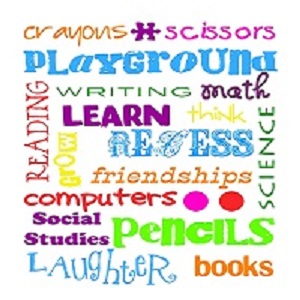 crayons scissors
PLAYGROUND
READING
WRITING math
LEARN think
GROW
RECESS
SCIENCE
friendships
computers
Social
Studies
PENCILS
LAUGHTER books